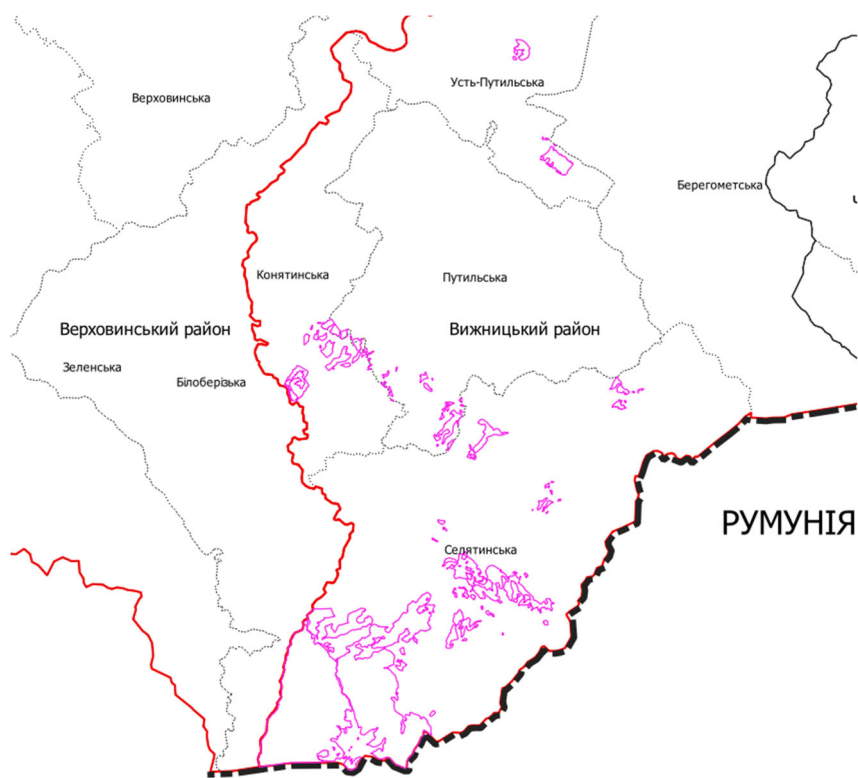 Усть-Путильська
Верховинська
Берегометська
Конятинська
Путильська
Верховинський район
Вижницький район
Зеленська
Білоберізька
РУМУНІЯ
Селятинська